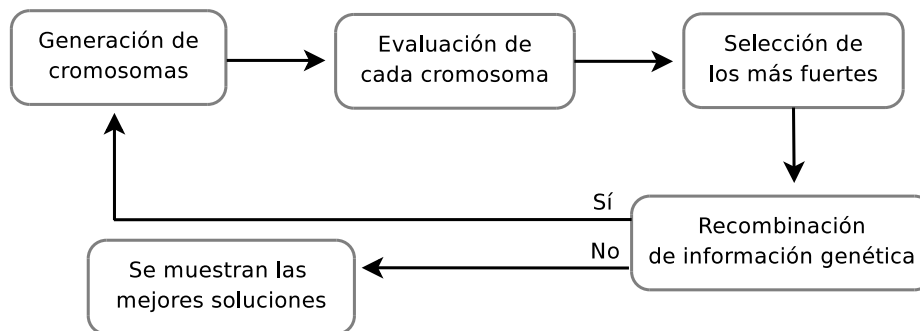 Generación de
cromosomas
Evaluación de
cada cromosoma
Selección de
los más fuertes
Sí
Recombinación
de información genética
No
Se muestran las
mejores soluciones